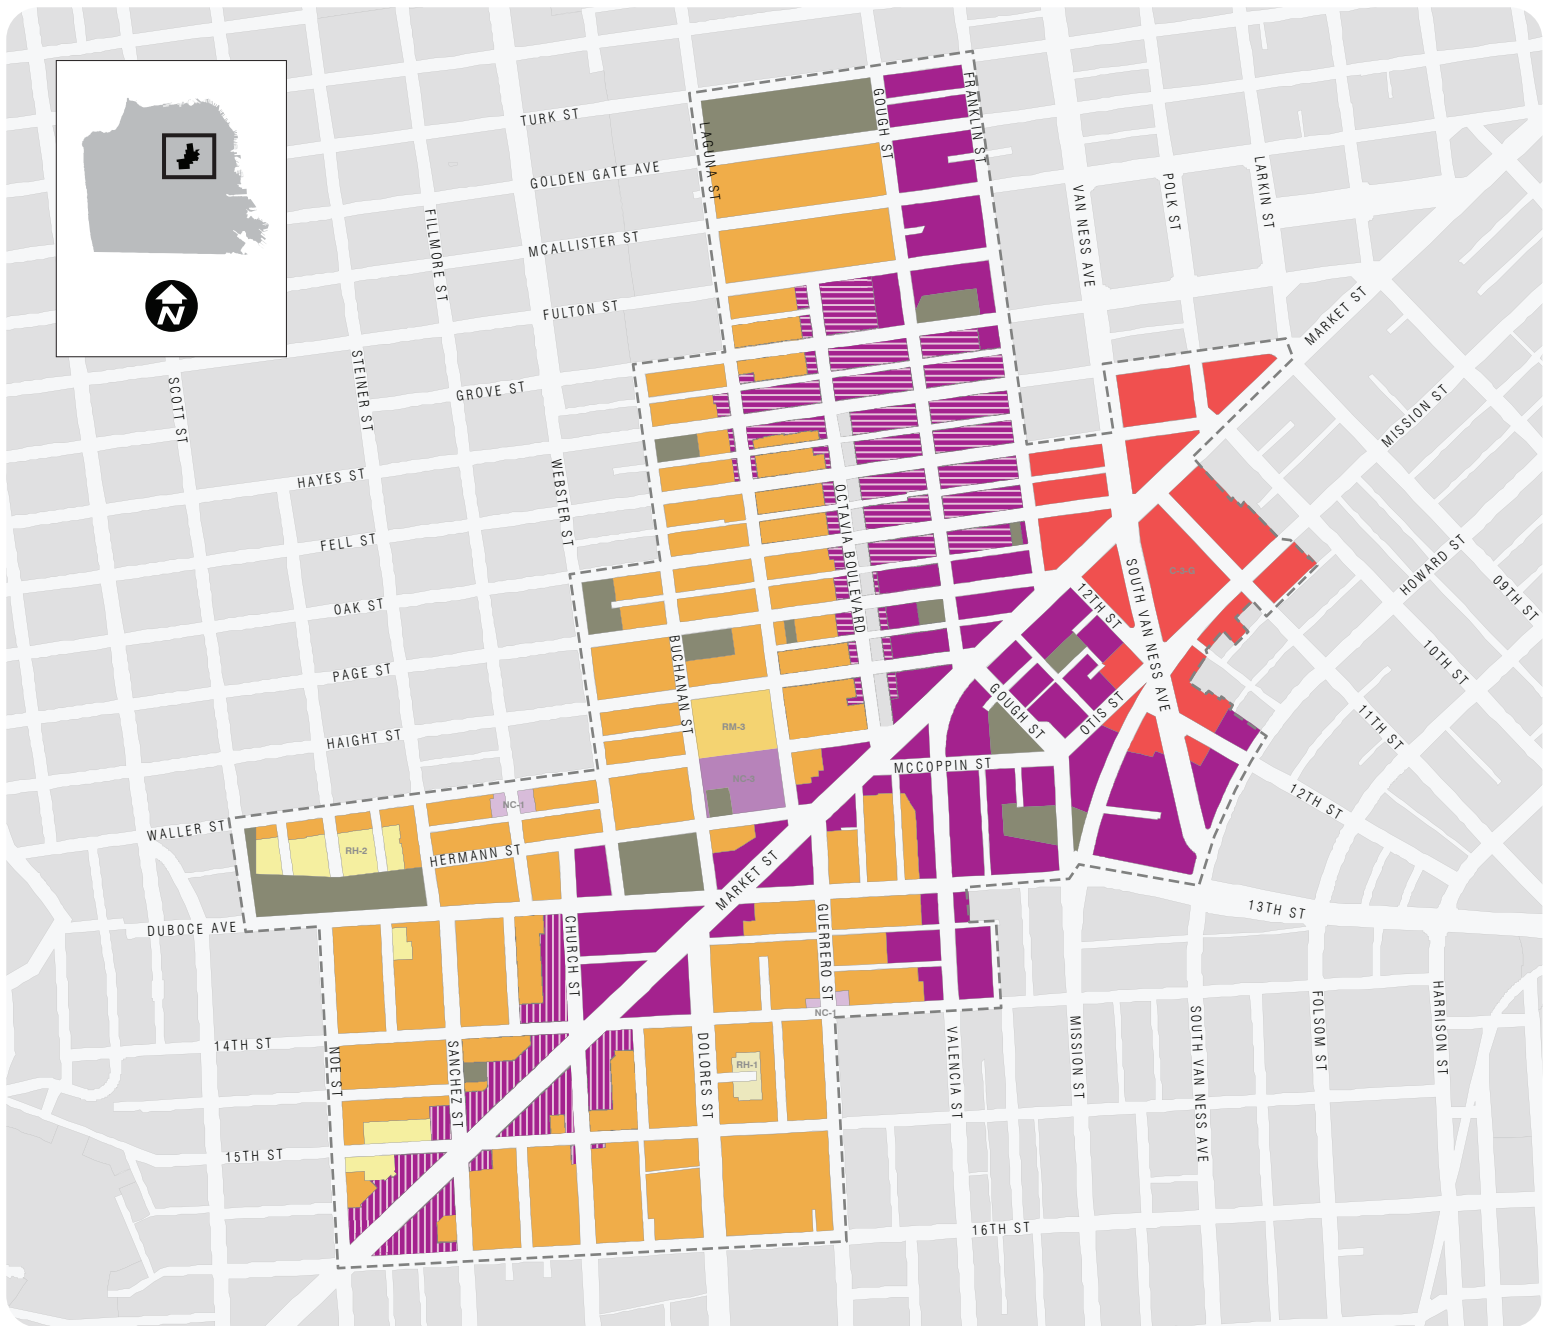 TURK ST
GOUGH ST
FRANKLIN ST
LAGUNA ST
GOLDEN GATE AVE
LARKIN ST
POLK ST
VAN NESS AVE
FILLMORE ST
MCALLISTER ST
FULTON ST
N
MARKET ST
STEINER ST
SCOTT ST
GROVE ST
MISSION ST
HAYES ST
WEBSTER ST
OCTAVIA BOULEVARD
FELL ST
HOWARD ST
SOUTH VAN NESS AVE
C-3-G
09TH ST
12TH ST
OAK ST
BUCHANAN ST
10TH ST
PAGE ST
GOUGH ST
OTIS ST
11TH ST
RM-3
HAIGHT ST
MCCOPPIN ST
NC-3
12TH ST
NC-1
WALLER ST
HERMANN ST
RH-2
MARKET ST
13TH ST
DUBOCE AVE
CHURCH ST
GUERRERO ST
NC-1
HARRISON ST
FOLSOM ST
14TH ST
NOE ST
SANCHEZ ST
DOLORES ST
RH-1
VALENCIA ST
MISSION ST
SOUTH VAN NESS AVE
15TH ST
16TH ST